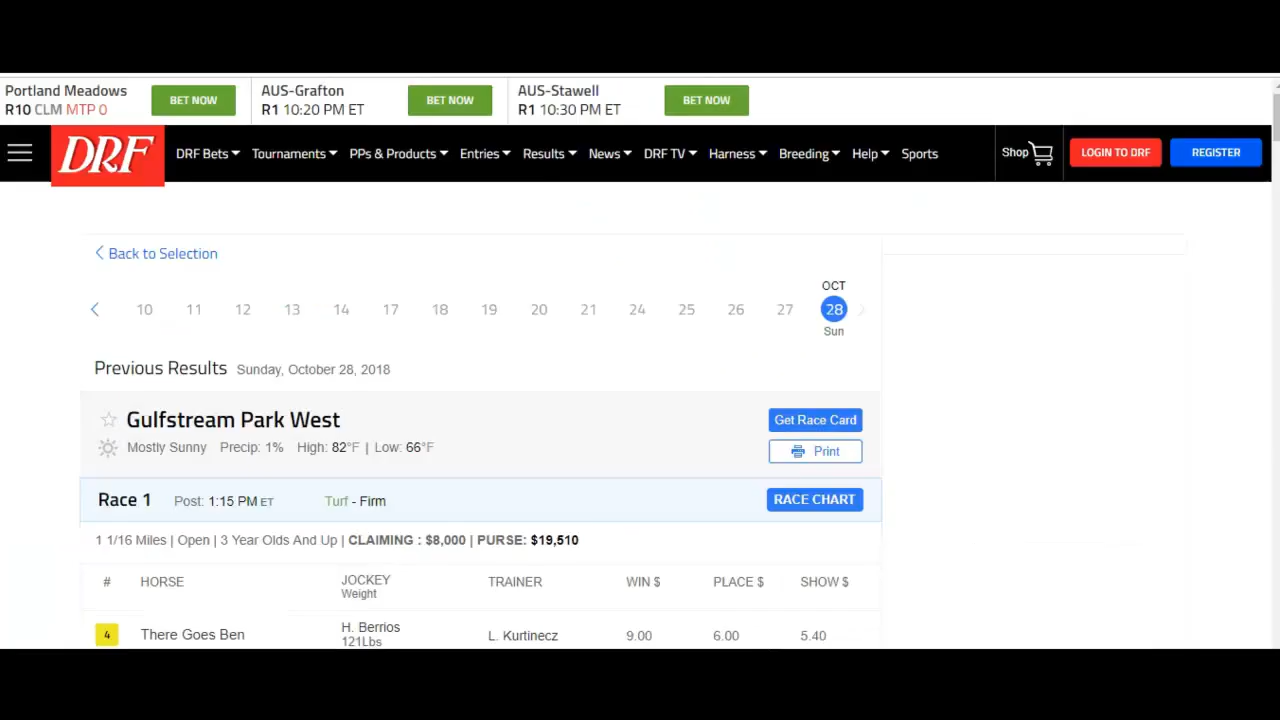 Portland Meadows
R10 CLM MTP 0
BET NOW
AUS-Grafton
R1 10:20 PM ET
BET NOW
AUS-Stawell
R1 10:30 PM ET
BET NOW
DRF
DRF Bets
Tournaments
PPs & Products
Entries
Results
News
DRF TV
Harness
Breeding
Help
Sports
Shop
LOGIN TO DRF
REGISTER
Back to Selection
OCT
10 11 12 13 14 17 18 19 20 21 24 25 26 27 28
Sun
Previous Results Sunday, October 28, 2018
Gulfstream Park West
Get Race Card
Mostly Sunny Precip: 1% High: 82°F | Low: 66°F
Print
Race 1 Post: 1:15 PM ET Turf - Firm RACE CHART
1 1/16 Miles | Open | 3 Year Olds And Up | CLAIMING : $8,000 | PURSE: $19,510
# HORSE JOCKEY TRAINER WIN $ PLACE $ SHOW $
Weight
4 There Goes Ben H. Berrios L. Kurtinecz 9.00 6.00 5.40
121Lbs